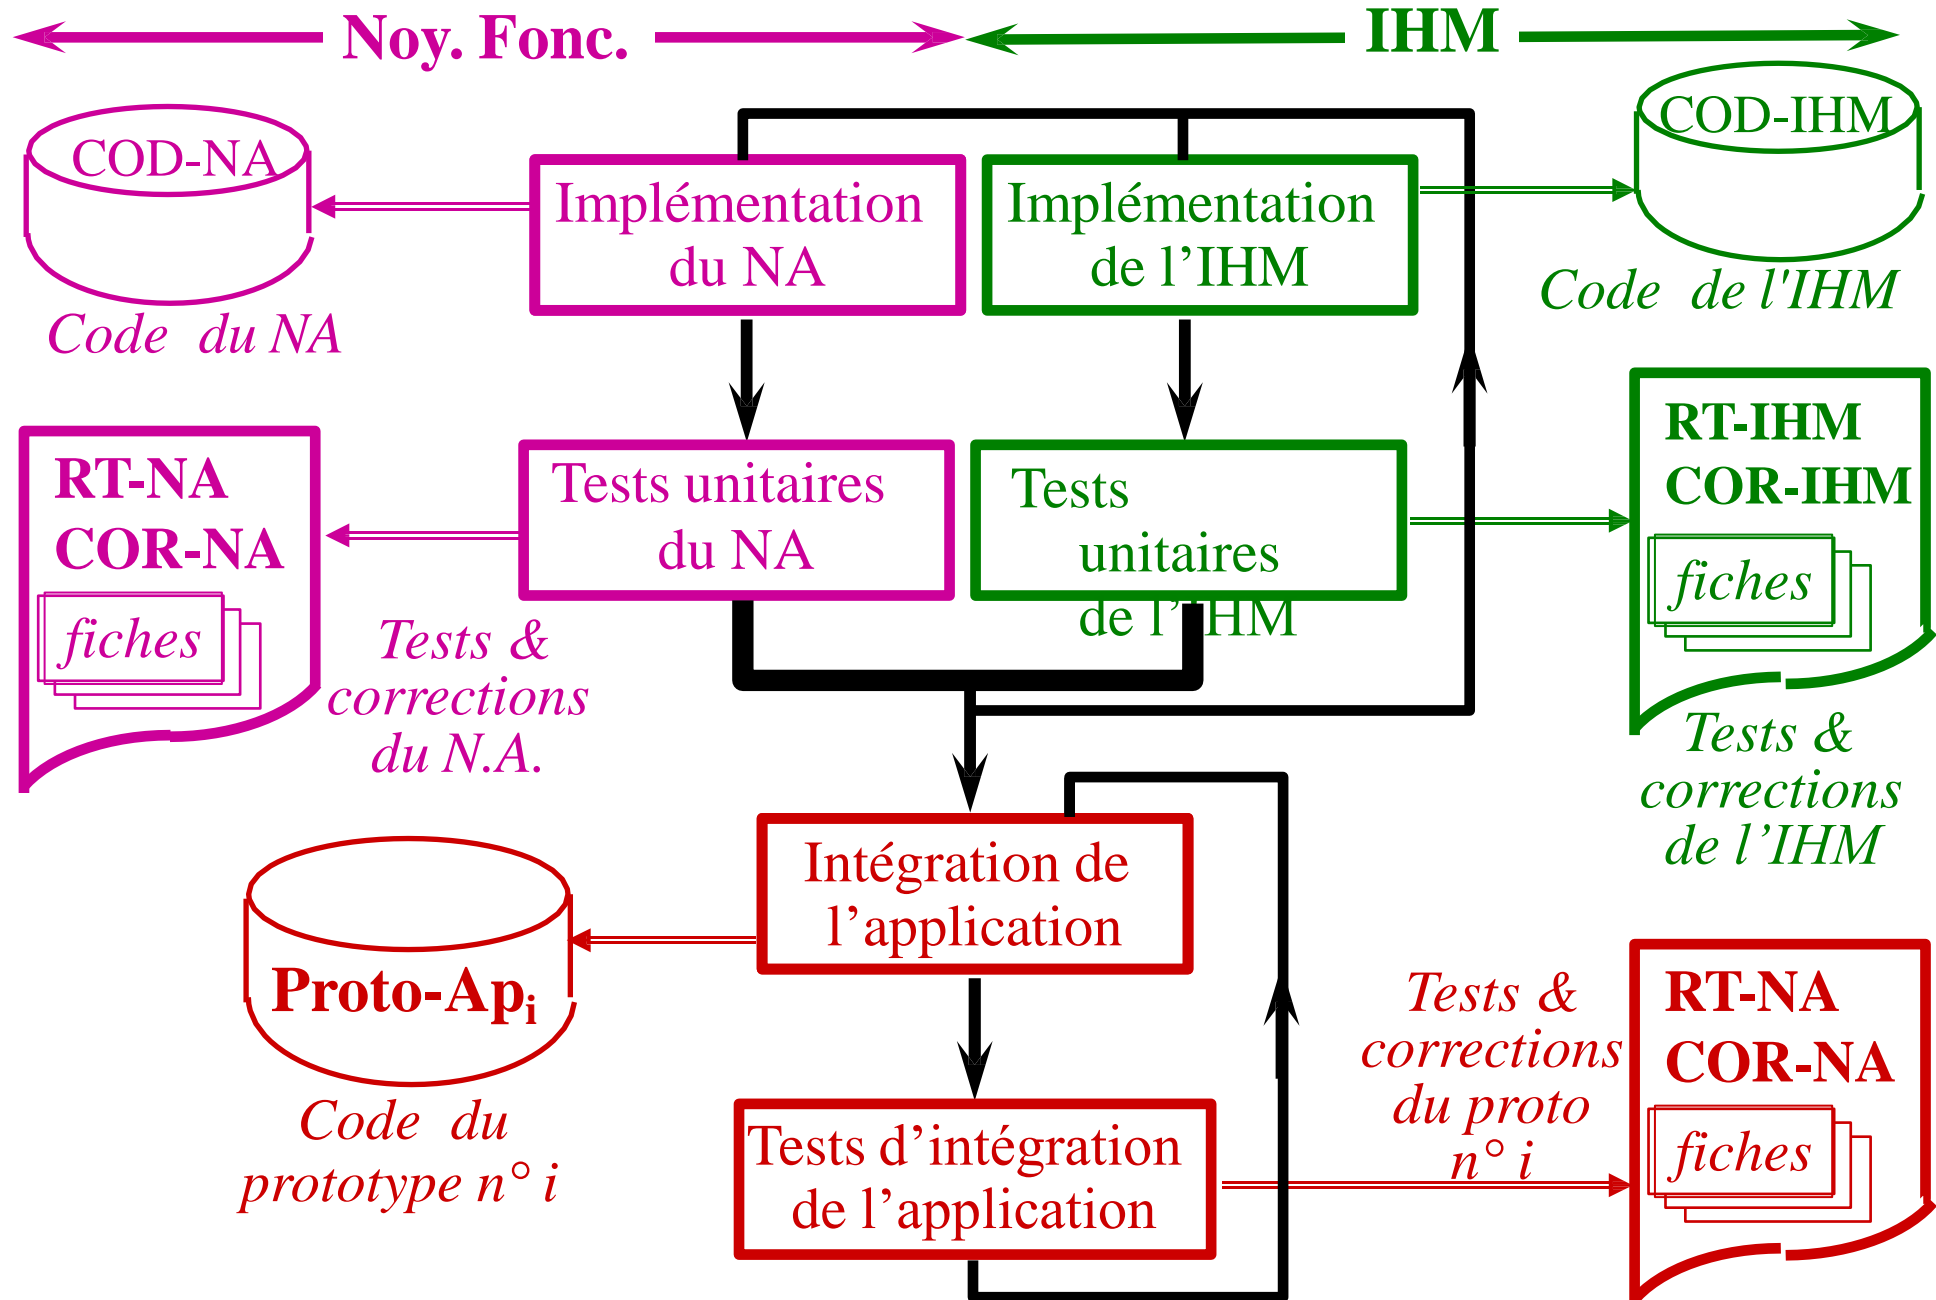 Noy. Fonc.
IHM
COD-NA
Code du NA
Implémentation
du NA
Implémentation
de l’IHM
COD-IHM
Code de l'IHM
RT-NA
COR-NA
fiches
Tests &
corrections
du N.A.
Tests unitaires
du NA
Tests
unitaires
de l’IHM
RT-IHM
COR-IHM
fiches
Tests &
corrections
de l’IHM
Proto-Api
Code du
prototype n° i
Intégration de
l’application
Tests d’intégration
de l’application
Tests &
corrections
du proto
n° i
RT-NA
COR-NA
fiches